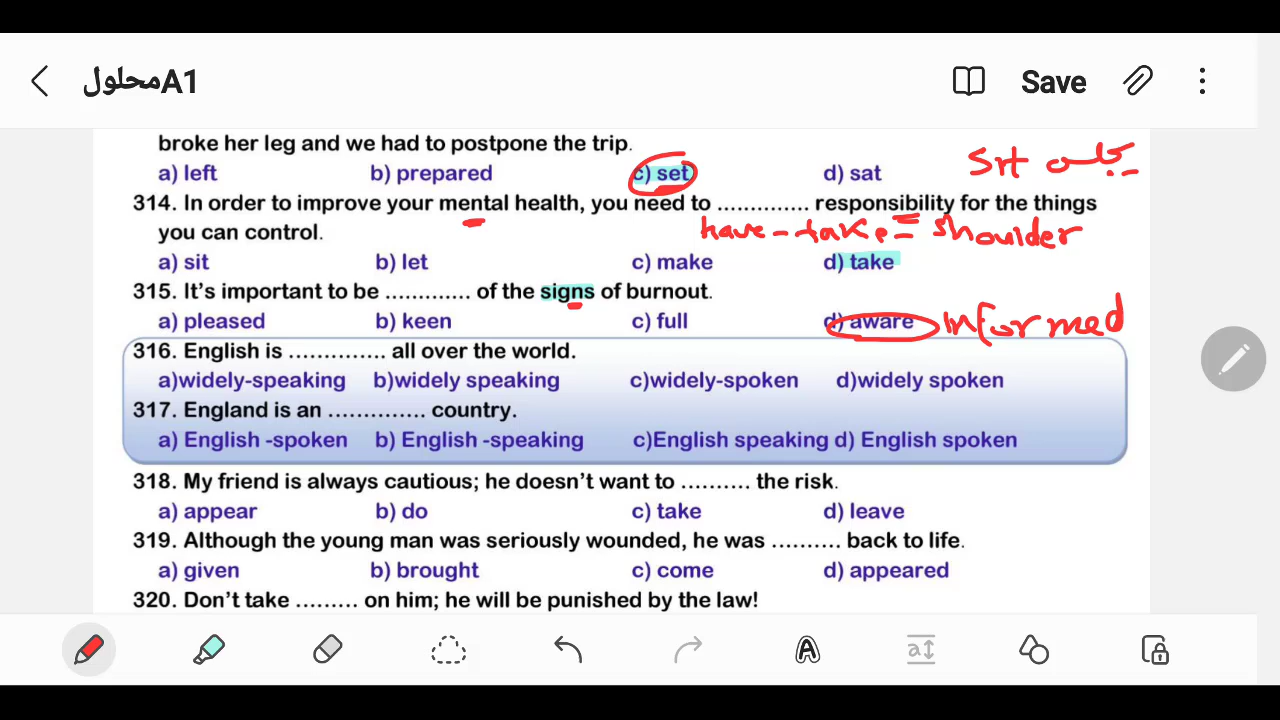 محلولA1
Save
broke her leg and we had to postpone the trip.
a) left b) prepared c) set d) sat
sit
314. In order to improve your mental health, you need to .............. responsibility for the things
have - take = shoulder
you can control.
a) sit b) let c) make d) take
315. It's important to be ............. of the signs of burnout.
a) pleased b) keen c) full d) aware informed
316. English is ............... all over the world.
a)widely-speaking b)widely speaking c)widely-spoken d)widely spoken
317. England is an ............... country.
a) English -spoken b) English -speaking c)English speaking d) English spoken
318. My friend is always cautious; he doesn't want to .......... the risk.
a) appear b) do c) take d) leave
319. Although the young man was seriously wounded, he was .......... back to life.
a) given b) brought c) come d) appeared
320. Don't take ......... on him; he will be punished by the law!